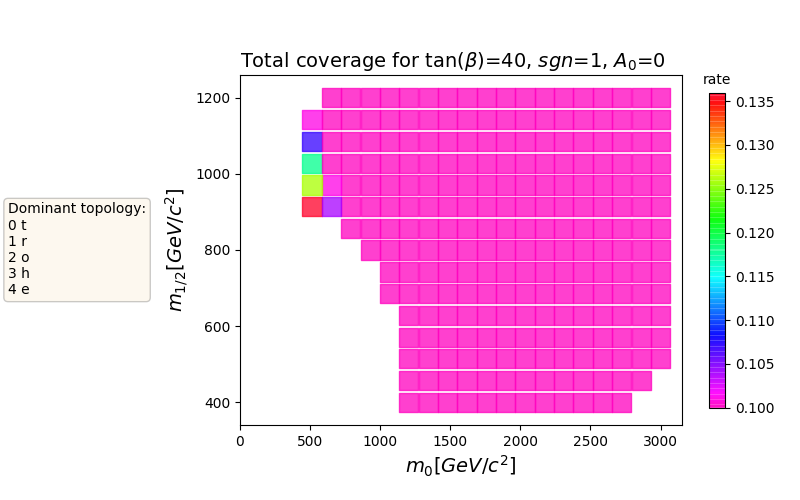 Total coverage for tan(β)=40, sgn=1, A₀=0
rate
Dominant topology:
0 t
1 r
2 o
3 h
4 e
m₁/₂[GeV/c²]
1200
1000
800
600
400
0 500 1000 1500 2000 2500 3000
m₀[GeV/c²]
0.135
0.130
0.125
0.120
0.115
0.110
0.105
0.100